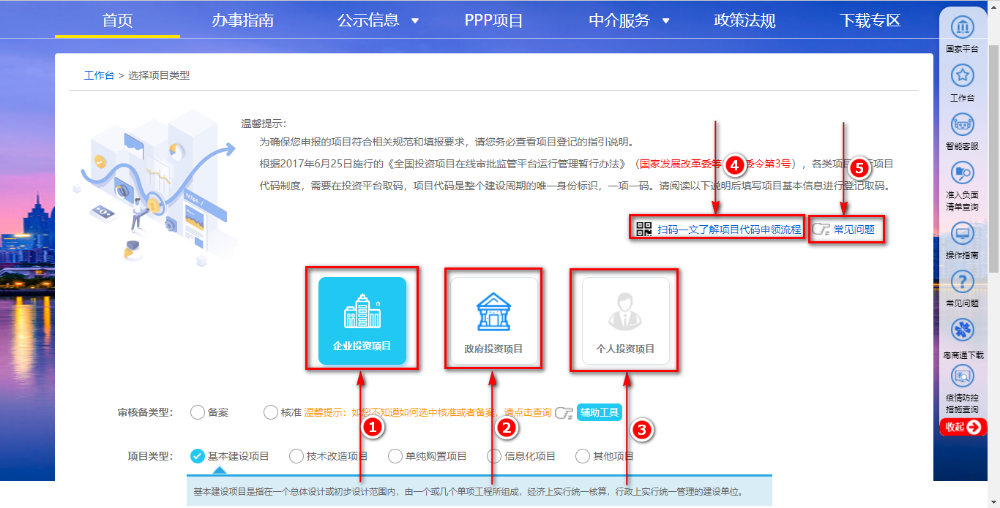 首页 办事指南 公示信息 PPP项目 中介服务 政策法规 下载专区
工作台 > 选择项目类型
温馨提示：
为确保您申报的项目符合相关规范和填报要求，请您务必查看项目登记的指引说明。
根据2017年6月25日施行的《全国投资项目在线审批监管平台运行管理暂行办法》（国家发展改革委等 委令第3号），各类项目 项目
代码制度，需要在投资平台取码，项目代码是整个建设周期的唯一身份标识，一项一码。请阅读以下说明后填写项目基本信息进行登记取码。
4
5
扫码一文了解项目代码申领流程
常见问题
https:/
企业投资项目
政府投资项目
个人投资项目
审核备类型： 备案 核准 温馨提示：如您不知道如何选中核准或者备案，请点击查询 辅助工具
1
2
3
项目类型： 基本建设项目 技术改造项目 单纯购置项目 信息化项目 其他项目
基本建设项目是指在一个总体设计或初步设计范围内，由一个或几个单项工程所组成，经济上实行统一核算，行政上实行统一管理的建设单位。
国家平台
工作台
智能客服
准入负面
清单查询
操作指南
?
常见问题
粤商通下载
疫情防控
措施查询
收起